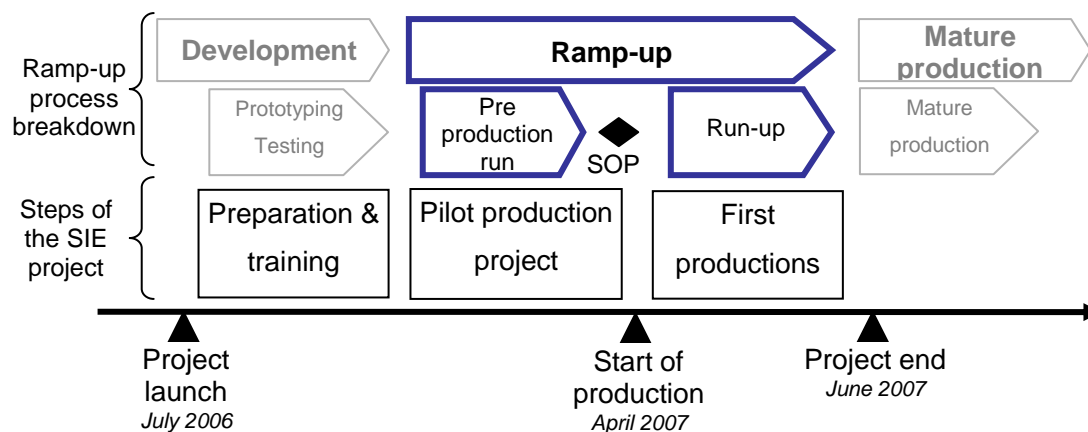 Ramp-up
process
breakdown
Development
Ramp-up
Mature
production
Prototyping
Testing
Pre
production
run
SOP
Run-up
Mature
production
Steps of
the SIE
project
Preparation &
training
Pilot production
project
First
productions
Project
launch
July 2006
Start of
production
April 2007
Project end
June 2007